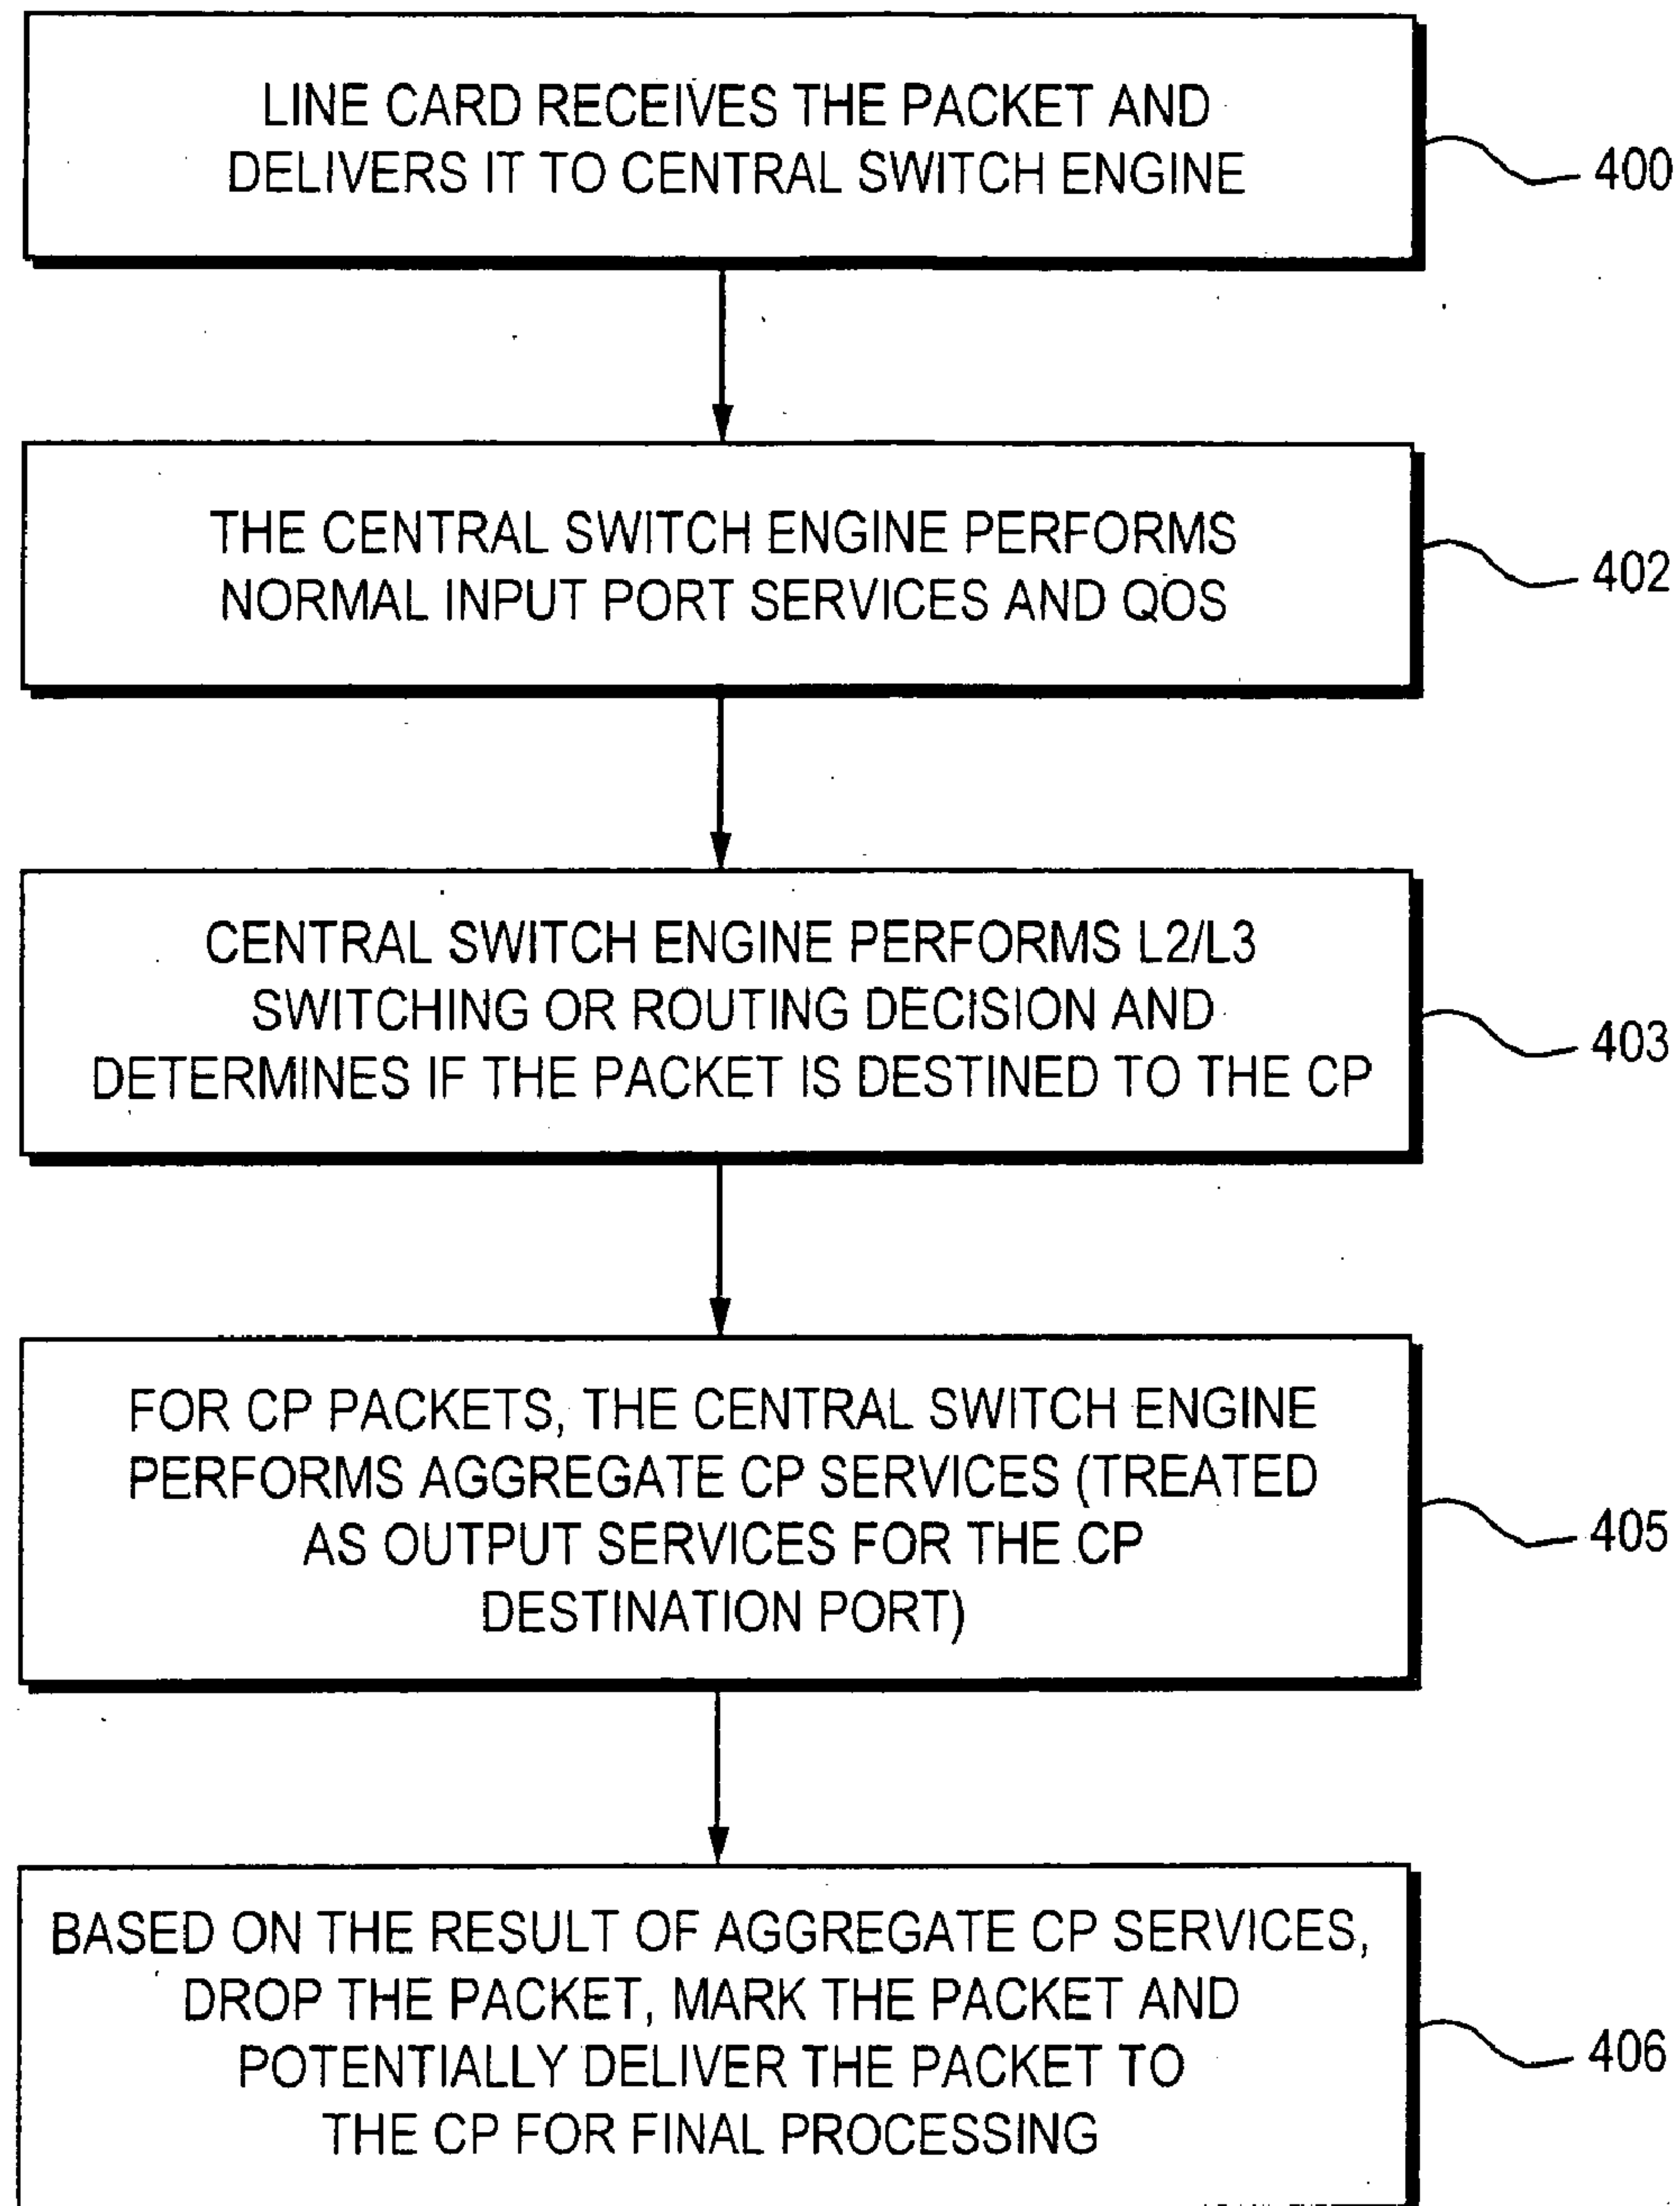 LINE CARD RECEIVES THE PACKET AND
DELIVERS IT TO CENTRAL SWITCH ENGINE
400
THE CENTRAL SWITCH ENGINE PERFORMS
NORMAL INPUT PORT SERVICES AND QOS
402
CENTRAL SWITCH ENGINE PERFORMS L2/L3
SWITCHING OR ROUTING DECISION AND
DETERMINES IF THE PACKET IS DESTINED TO THE CP
403
FOR CP PACKETS, THE CENTRAL SWITCH ENGINE
PERFORMS AGGREGATE CP SERVICES (TREATED
AS OUTPUT SERVICES FOR THE CP
DESTINATION PORT)
405
BASED ON THE RESULT OF AGGREGATE CP SERVICES,
DROP THE PACKET, MARK THE PACKET AND
POTENTIALLY DELIVER THE PACKET TO
THE CP FOR FINAL PROCESSING
406